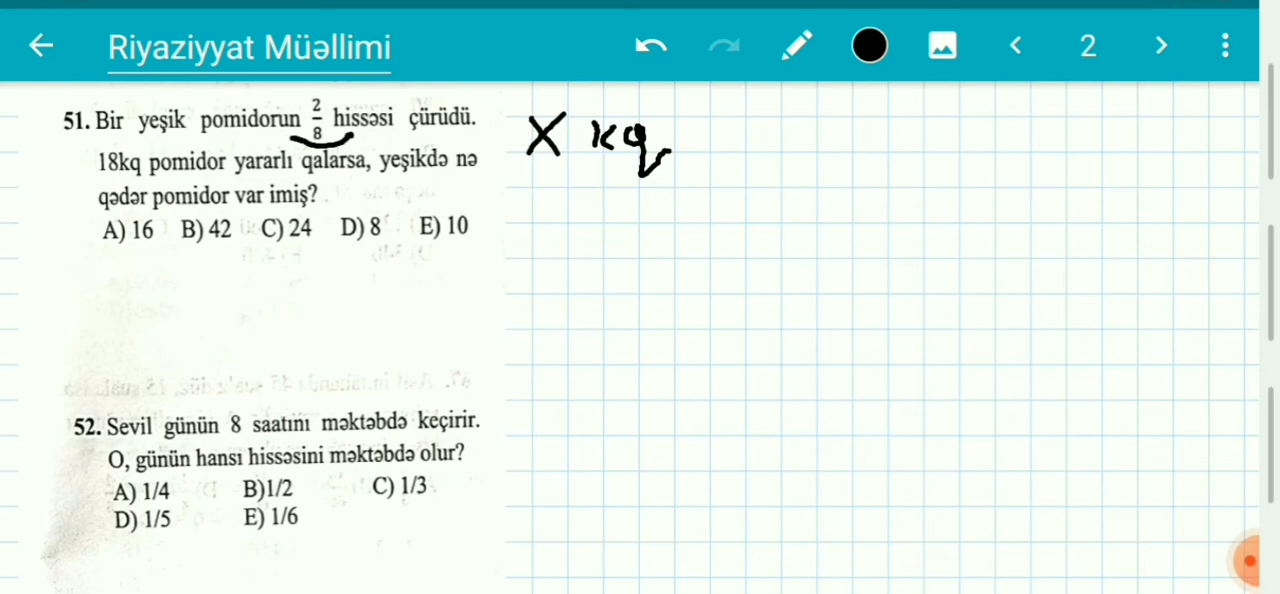 Riyaziyyat Müəllimi
2
51. Bir yeşik pomidorun 2/8 hissəsi çürüdü.
18kq pomidor yararlı qalarsa, yeşikdə nə
qədər pomidor var imiş?
A) 16 B) 42 C) 24 D) 8 E) 10
X kq
52. Sevil günün 8 saatını məktəbdə keçirir.
O, günün hansı hissəsini məktəbdə olur?
A) 1/4 B)1/2 C) 1/3
D) 1/5 E) 1/6